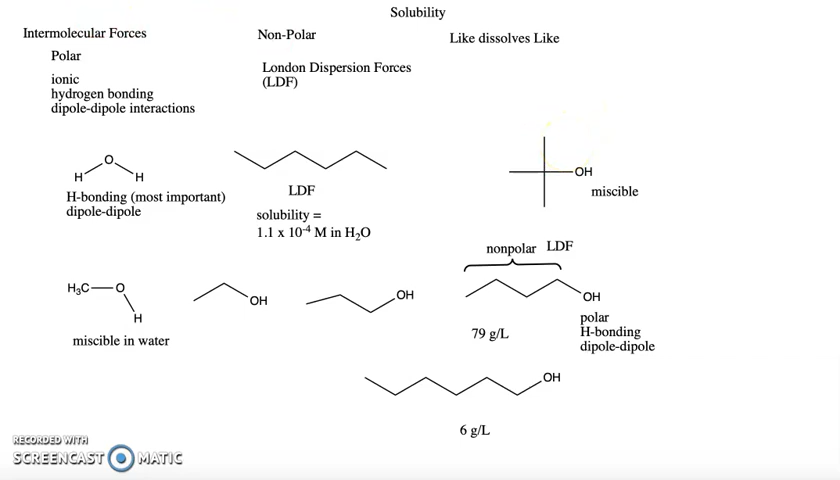 Solubility
Intermolecular Forces
Non-Polar
Like dissolves Like
Polar
London Dispersion Forces
(LDF)
ionic
hydrogen bonding
dipole-dipole interactions
O
H H
H-bonding (most important)
dipole-dipole
LDF
solubility =
1.1 x 10⁻⁴ M in H₂O
OH
miscible
nonpolar LDF
H₃C O
H
miscible in water
OH
OH
OH
79 g/L
polar
H-bonding
dipole-dipole
OH
6 g/L
RECORDED WITH
SCREENCAST MATIC